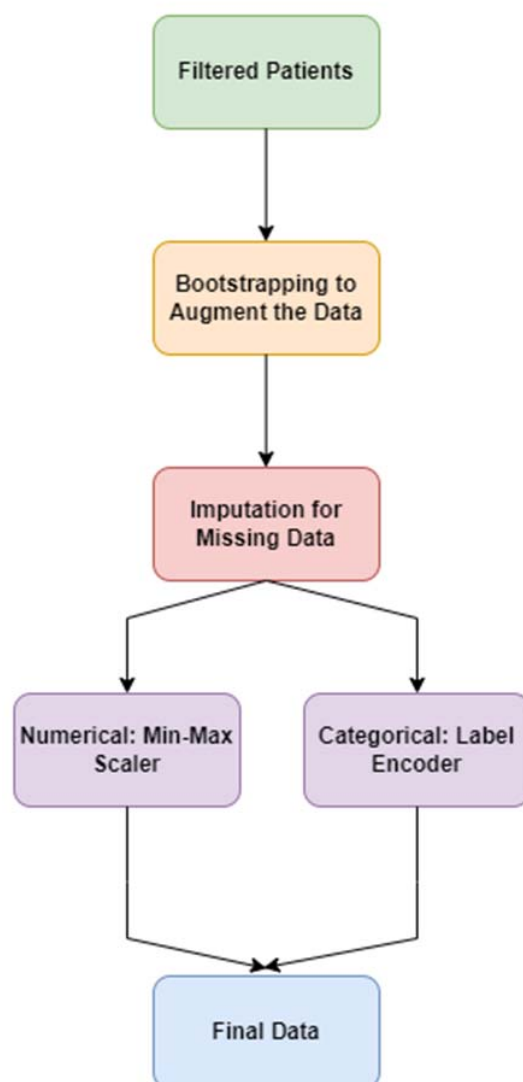 Filtered Patients
Bootstrapping to
Augment the Data
Imputation for
Missing Data
Numerical: Min-Max
Scaler
Categorical: Label
Encoder
Final Data